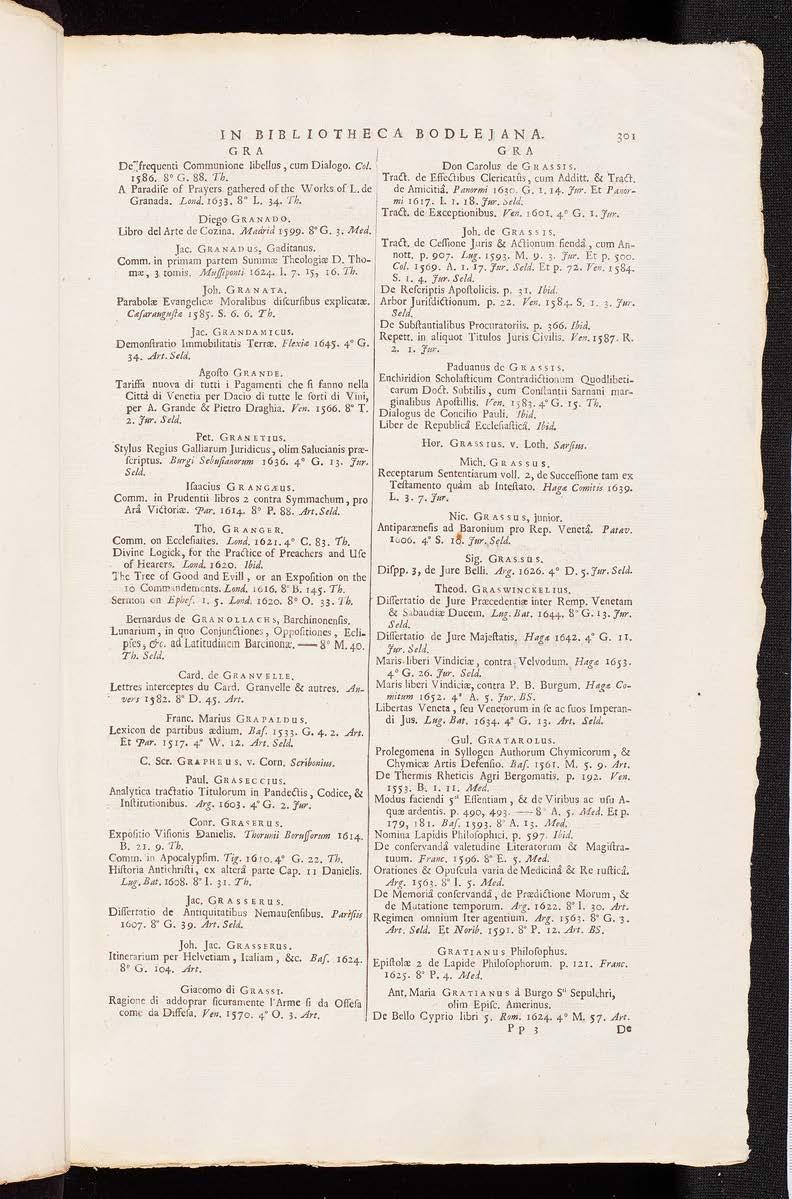 IN BIBLIOTHECA BODLEJANA. 301
GRA
De frequenti Communione libellus, cum Dialogo. Col.
1586. 8° G. 88. Th.
A Paradise of Prayers gathered of the Works of L. de
Granada. Lond. 1633. 8° L. 34. Th.
Diego GRANADO.
Libro del Arte de Cozina. Madrid 1599. 8° G. 3. Med.
Jac. GRANADUS, Gaditanus.
Comm. in primam partem Summæ Theologiæ D. Tho-
mæ, 3 tomis. Mussiponti 1624. I. 7. 15, 16. Th.
Joh. GRANATA.
Parabolæ Evangelicæ Moralibus discursibus explicatæ.
Cæsaraugustæ 1585. S. 6. 6. Th.
Jac. GRANDAMICUS.
Demonstratio Immobilitatis Terræ. Flexiæ 1645. 4° G.
34. Art. Seld.
Agosto GRANDE.
Tariffa nuova di tutti i Pagamenti che si fanno nella
Città di Venetia per Dacio di tutte le sorti di Vini,
per A. Grande & Pietro Draghia. Ven. 1566. 8° T.
2. Jur. Seld.
Pet. GRANETIUS.
Stylus Regius Galliarum Juridicus, olim Salucianis præ-
scriptus. Burgi Sebusianorum 1636. 4° G. 13. Jur.
Seld.
Isaacius GRANGÆUS.
Comm. in Prudentii libros 2 contra Symmachum, pro
Arâ Victoriæ. Par. 1614. 8° P. 88. Art. Seld.
Tho. GRANGER.
Comm. on Ecclesiastes. Lond. 1621. 4° C. 83. Th.
Divine Logick, for the Practice of Preachers and Use
of Hearers. Lond. 1620. Ibid.
The Tree of Good and Evill, or an Exposition on the
10 Commandements. Lond. 1616. 8° B. 145. Th.
Sermon on Ephes. 1. 5. Lond. 1620. 8° O. 33. Th.
Bernardus de GRANOLLACHS, Barchinonensis.
Lunarium, in quo Conjunctiones, Oppositiones, Ecli-
pses, &c. ad Latitudinem Barcinonæ, — 8° M. 40.
Th. Seld.
Card. de GRANVELLE.
Lettres interceptes du Card. Granvelle & autres. An-
vers 1582. 8° D. 45. Art.
Franc. Marius GRAPALDUS.
Lexicon de partibus ædium. Bas. 1533. G. 4. 2. Art.
Et Par. 1517. 4° W. 12. Art. Seld.
C. Scr. GRAPHEUS. v. Corn. Scribonius.
Paul. GRASECCIUS.
Analytica tractatio Titulorum in Pandectis, Codice, &
Institutionibus. Arg. 1603. 4° G. 2. Jur.
Conr. GRASERUS.
Expositio Visionis Danielis. Thorunii Borussorum 1614.
B. 21. 9. Th.
Comm. in Apocalypsim. Tig. 1610. 4° G. 22. Th.
Historia Antichristi, ex alterâ parte Cap. 11 Danielis.
Lug. Bat. 1608. 8° I. 31. Th.
Jac. GRASSERUS.
Dissertatio de Antiquitatibus Nemausensibus. Parisiis
1607. 8° G. 39. Art. Seld.
Joh. Jac. GRASSERUS.
Itinerarium per Helvetiam, Italiam, &c. Bas. 1624.
8° G. 104. Art.
Giacomo di GRASSI.
Ragione di addoprar sicuramente l'Arme si da Offesa
come da Diffesa. Ven. 1570. 4° O. 3. Art.
GRA
Don Carolus de GRASSIS.
Tract. de Effectibus Clericatûs, cum Additt. & Tract.
de Amicitiâ. Panormi 1630. G. 1. 14. Jur. Et Panor-
mi 1617. I. 1. 18. Jur. Seld.
Tract. de Exceptionibus. Ven. 1601. 4° G. 1. Jur.
Joh. de GRASSIS.
Tract. de Cessione Juris & Actionum fiendâ, cum An-
nott. p. 907. Lug. 1593. M. 9. 3. Jur. Et p. 500.
Col. 1569. A. 1. 17. Jur. Seld. Et p. 72. Ven. 1584.
S. 1. 4. Jur. Seld.
De Rescriptis Apostolicis. p. 31. Ibid.
Arbor Jurisdictionum. p. 22. Ven. 1584. S. 1. 3. Jur.
Seld.
De Substantialibus Procuratoriis. p. 366. Ibid.
Repett. in aliquot Titulos Juris Civilis. Ven. 1587. R.
2. 1. Jur.
Paduanus de GRASSIS.
Enchiridion Scholasticum Contradictionum Quodlibeti-
carum Doct. Subtilis, cum Constantii Sarnani mar-
ginalibus Apostillis. Ven. 1583. 4° G. 15. Th.
Dialogus de Concilio Pauli. Ibid.
Liber de Republicâ Ecclesiasticâ. Ibid.
Hor. GRASSIUS. v. Loth. Sarsius.
Mich. GRASSUS.
Receptarum Sententiarum voll. 2, de Successione tam ex
Testamento quàm ab Intestato. Hagæ Comitis 1639.
L. 3. 7. Jur.
Nic. GRASSUS, junior.
Antiparænesis ad Baronium pro Rep. Venetâ. Patav.
1606. 4° S. 18. Jur. Seld.
Sig. GRASSUS.
Dispp. 3, de Jure Belli. Arg. 1626. 4° D. 5. Jur. Seld.
Theod. GRASWINCKELIUS.
Dissertatio de Jure Præcedentiæ inter Remp. Venetam
& Sabaudiæ Ducem. Lug. Bat. 1644. 8° G. 13. Jur.
Seld.
Dissertatio de Jure Majestatis. Hagæ 1642. 4° G. 11.
Jur. Seld.
Maris liberi Vindiciæ, contra Velvodum. Hagæ 1653.
4° G. 26. Jur. Seld.
Maris liberi Vindiciæ, contra P. B. Burgum. Hagæ Co-
mitum 1652. 4° A. 5. Jur. BS.
Libertas Veneta, seu Venetorum in se ac suos Imperan-
di Jus. Lug. Bat. 1634. 4° G. 13. Art. Seld.
Gul. GRATAROLUS.
Prolegomena in Syllogen Authorum Chymicorum, &
Chymicæ Artis Defensio. Bas. 1561. M. 5. 9. Art.
De Thermis Rheticis Agri Bergomatis. p. 192. Ven.
1553. B. 1. 11. Med.
Modus faciendi 5ᵃᵐ Essentiam, & de Viribus ac usu A-
quæ ardentis. p. 490, 493. — 8° A. 5. Med. Et p.
179, 181. Bas. 1593. 8° A. 13. Med.
Nomina Lapidis Philosophici. p. 597. Ibid.
De conservandâ valetudine Literatorum & Magistra-
tuum. Franc. 1596. 8° E. 5. Med.
Orationes & Opuscula varia de Medicinâ & Re rusticâ.
Arg. 1563. 8° I. 5. Med.
De Memoriâ conservandâ, de Prædictione Morum, &
de Mutatione temporum. Arg. 1622. 8° I. 30. Art.
Regimen omnium Iter agentium. Arg. 1563. 8° G. 3.
Art. Seld. Et Norib. 1591. 8° P. 12. Art. BS.
GRATIANUS Philosophus.
Epistolæ 2 de Lapide Philosophorum. p. 121. Franc.
1625. 8° P. 4. Med.
Ant. Maria GRATIANUS à Burgo Sᵗⁱ Sepulchri,
olim Episc. Amerinus.
De Bello Cyprio libri 5. Rom. 1624. 4° M. 57. Art.
Pp 3 De